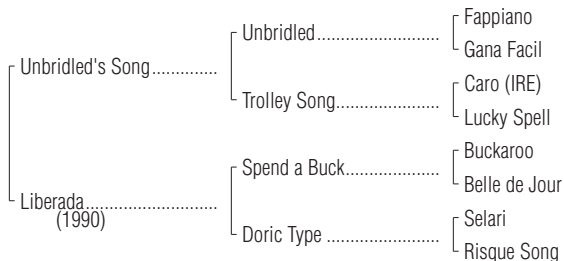 Fappiano
Unbridled......................
Gana Facil
Unbridled's Song.............
Caro (IRE)
Trolley Song...................
Lucky Spell
Buckaroo
Spend a Buck.................
Belle de Jour
Liberada..........................
(1990)
Selari
Doric Type .....................
Risque Song